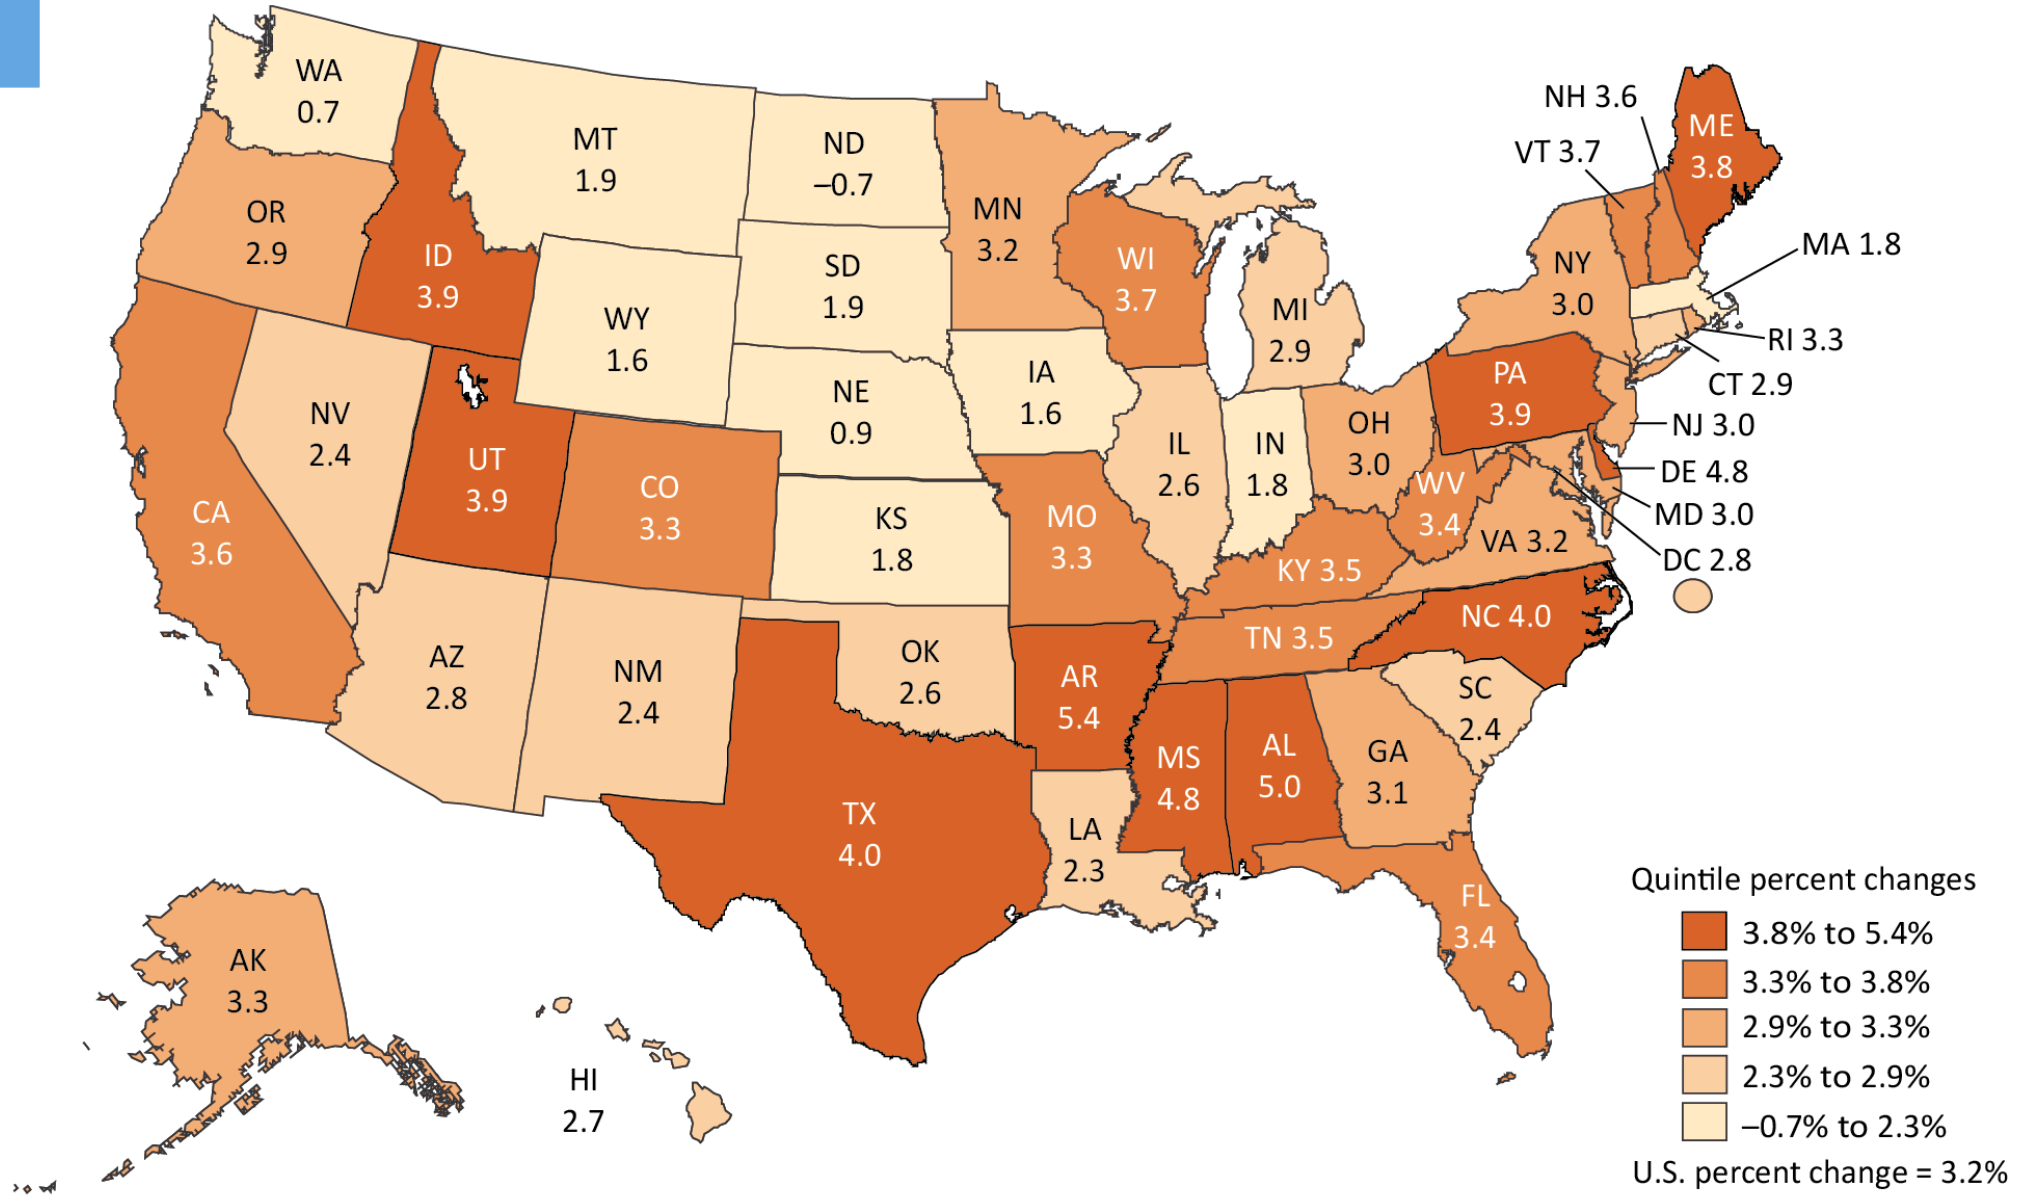 WA
0.7
MT
1.9
ND
–0.7
MN
3.2
OR
2.9
ID
3.9
WY
1.6
SD
1.9
WI
3.7
MI
2.9
NH 3.6
VT 3.7
ME
3.8
NY
3.0
MA 1.8
RI 3.3
CT 2.9
NV
2.4
UT
3.9
CO
3.3
NE
0.9
IA
1.6
IL
2.6
IN
1.8
OH
3.0
PA
3.9
NJ 3.0
DE 4.8
MD 3.0
DC 2.8
CA
3.6
KS
1.8
MO
3.3
KY 3.5
WV
3.4
VA 3.2
AZ
2.8
NM
2.4
OK
2.6
AR
5.4
TN 3.5
NC 4.0
SC
2.4
TX
4.0
LA
2.3
MS
4.8
AL
5.0
GA
3.1
FL
3.4
AK
3.3
HI
2.7
Quintile percent changes
3.8% to 5.4%
3.3% to 3.8%
2.9% to 3.3%
2.3% to 2.9%
–0.7% to 2.3%
U.S. percent change = 3.2%